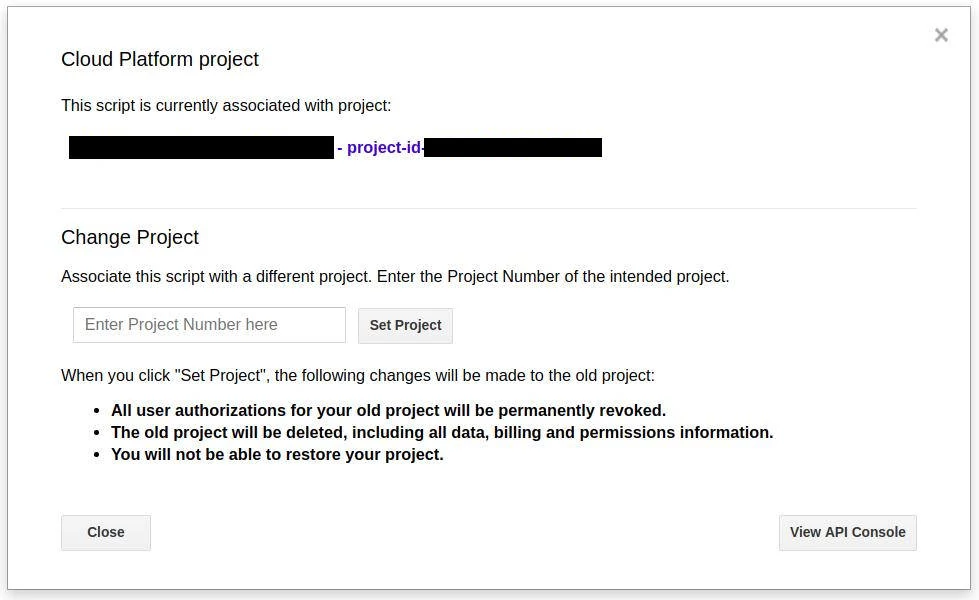 Cloud Platform project
This script is currently associated with project:
- project-id-
Change Project
Associate this script with a different project. Enter the Project Number of the intended project.
Enter Project Number here
Set Project
When you click "Set Project", the following changes will be made to the old project:
• All user authorizations for your old project will be permanently revoked.
• The old project will be deleted, including all data, billing and permissions information.
• You will not be able to restore your project.
Close
View API Console